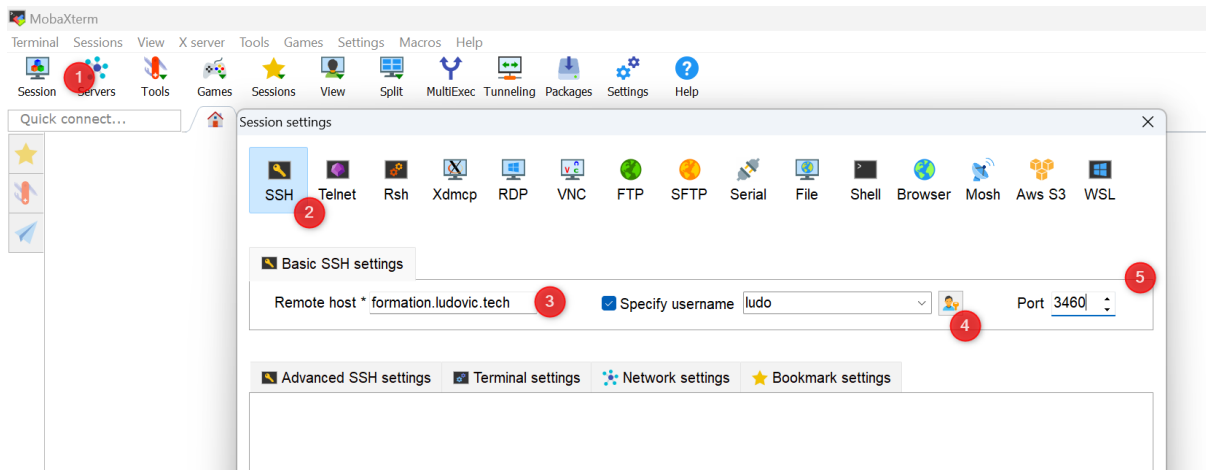 MobaXterm
Terminal Sessions View X server Tools Games Settings Macros Help
1
Session Servers Tools Games Sessions View Split MultiExec Tunneling Packages Settings Help
Quick connect...
Session settings
SSH Telnet Rsh Xdmcp RDP VNC FTP SFTP Serial File Shell Browser Mosh Aws S3 WSL
2
Basic SSH settings
5
Remote host * formation.ludovic.tech 3 Specify username ludo Port 3460
4
Advanced SSH settings Terminal settings Network settings Bookmark settings